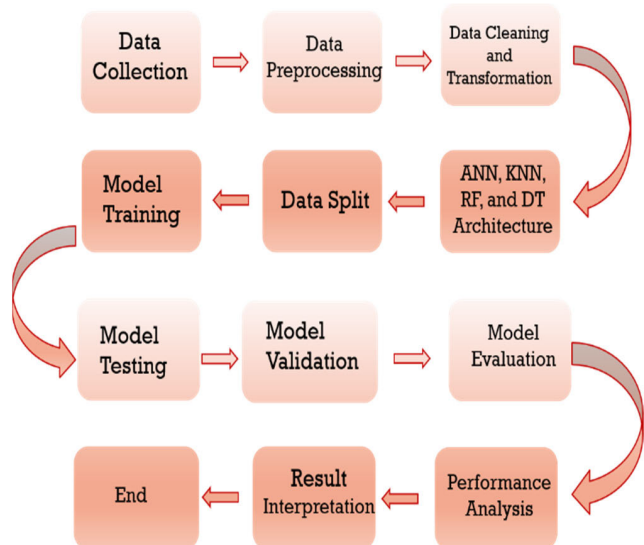 Data
Collection
Data
Preprocessing
Data Cleaning
and
Transformation
ANN, KNN,
RF, and DT
Architecture
Data Split
Model
Training
Model
Testing
Model
Validation
Model
Evaluation
Performance
Analysis
Result
Interpretation
End